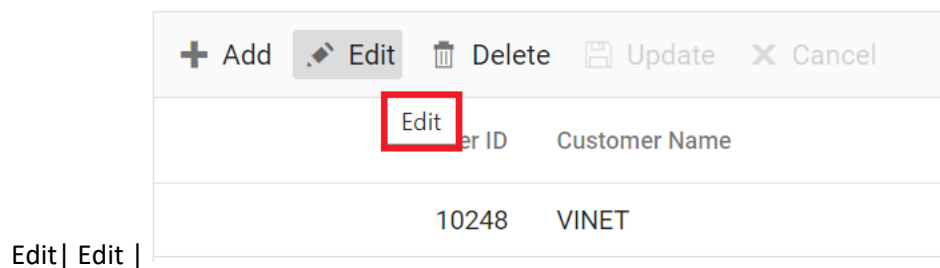 Add Edit Delete Update Cancel
Edit
er ID Customer Name
10248 VINET
Edit| Edit |